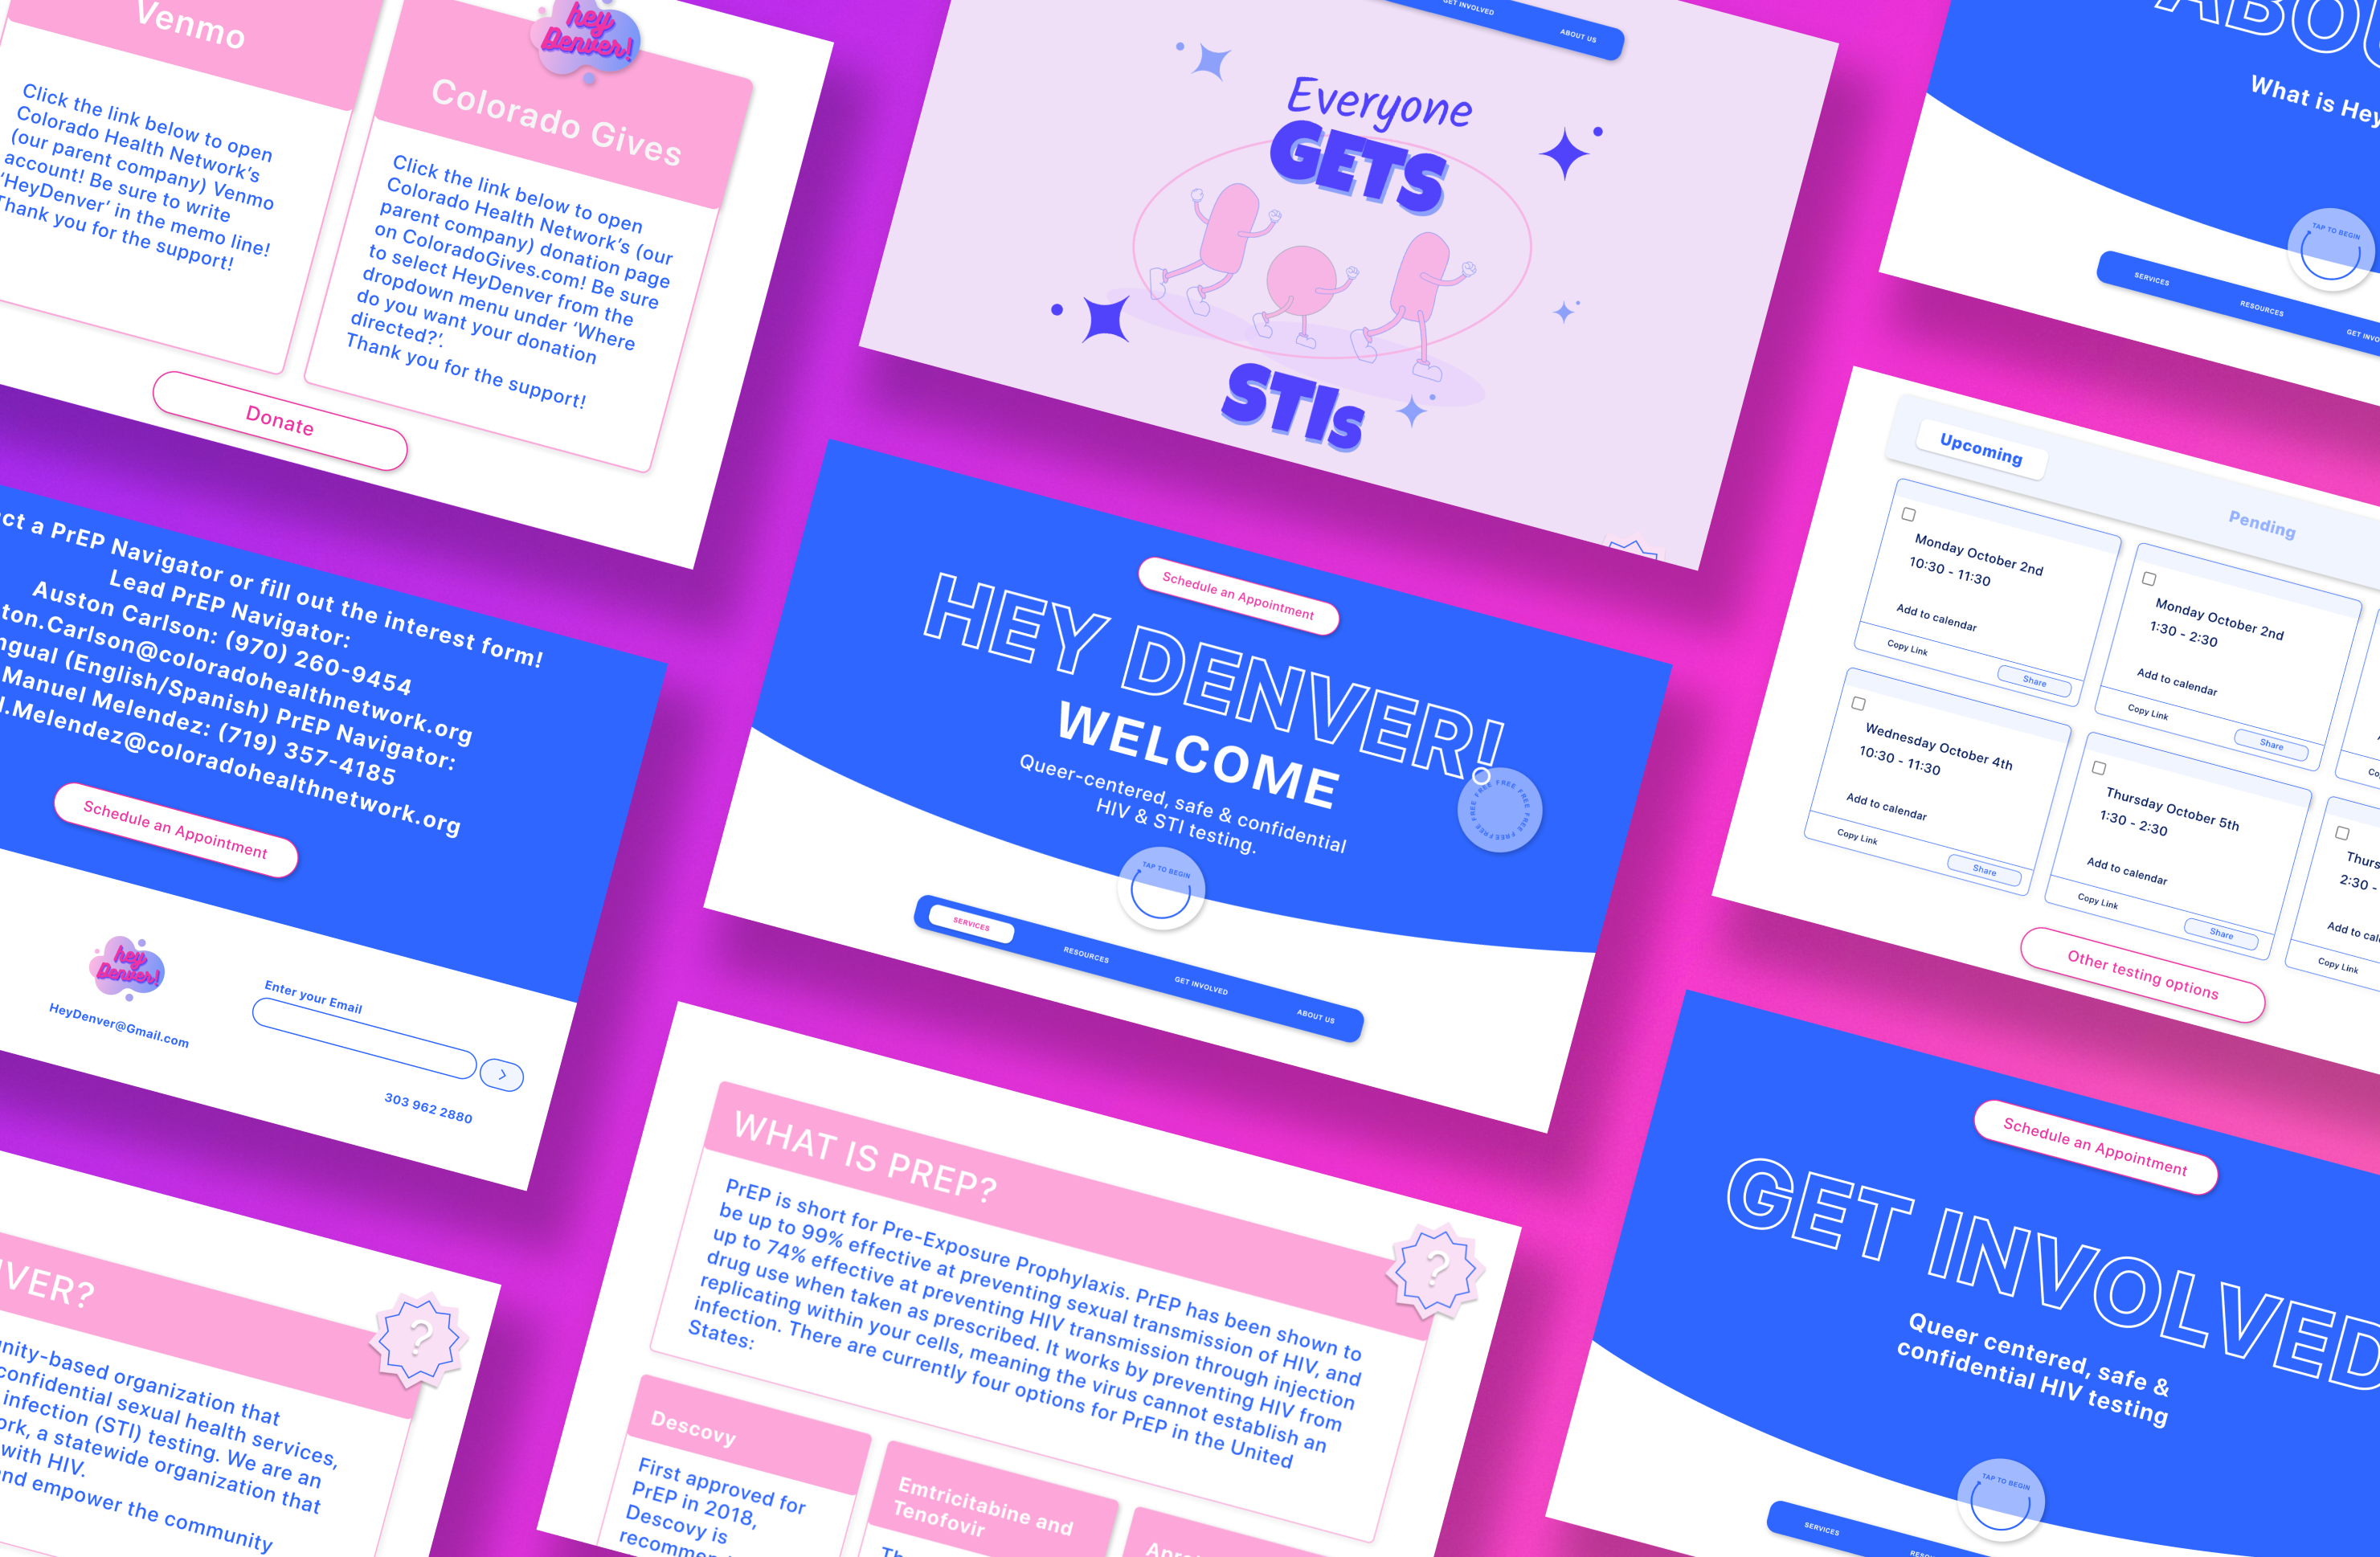 Venmo
Click the link below to open
Colorado Health Network's
(our parent company) Venmo
account! Be sure to write
'HeyDenver' in the memo line!
Thank you for the support!
hey
Denver!
Colorado Gives
Click the link below to open
Colorado Health Network's (our
parent company) donation page
on ColoradoGives.com! Be sure
to select HeyDenver from the
dropdown menu under 'Where
do you want your donation
directed?'.
Thank you for the support!
Donate
GET INVOLVED
ABOUT US
Everyone
GETS
STIs
What is Hey
TAP TO BEGIN
SERVICES
RESOURCES
GET INVO
Upcoming
Pending
Monday October 2nd
10:30 - 11:30
Add to calendar
Copy Link
Share
Monday October 2nd
1:30 - 2:30
Add to calendar
Copy Link
Share
Wednesday October 4th
10:30 - 11:30
Add to calendar
Copy Link
Share
Thursday October 5th
1:30 - 2:30
Add to calendar
Copy Link
Share
Thurs
2:30 -
Add to cal
Copy Link
Other testing options
ct a PrEP Navigator or fill out the interest form!
Lead PrEP Navigator:
Auston Carlson: (970) 260-9454
ton.Carlson@coloradohealthnetwork.org
ngual (English/Spanish) PrEP Navigator:
Manuel Melendez: (719) 357-4185
.Melendez@coloradohealthnetwork.org
Schedule an Appointment
hey
Denver!
HeyDenver@Gmail.com
Enter your Email
303 962 2880
Schedule an Appointment
HEY DENVER!
WELCOME
Queer-centered, safe & confidential
HIV & STI testing.
FREE FREE FREE FREE FREE FREE FREE
TAP TO BEGIN
SERVICES
RESOURCES
GET INVOLVED
ABOUT US
VER?
?
nity-based organization that
confidential sexual health services,
infection (STI) testing. We are an
ork, a statewide organization that
with HIV.
nd empower the community
WHAT IS PREP?
?
PrEP is short for Pre-Exposure Prophylaxis. PrEP has been shown to
be up to 99% effective at preventing sexual transmission of HIV, and
up to 74% effective at preventing HIV transmission through injection
drug use when taken as prescribed. It works by preventing HIV from
replicating within your cells, meaning the virus cannot establish an
infection. There are currently four options for PrEP in the United
States:
Descovy
First approved for
PrEP in 2018,
Descovy is
Emtricitabine and
Tenofovir
Schedule an Appointment
GET INVOLVED
Queer centered, safe &
confidential HIV testing
TAP TO BEGIN
SERVICES